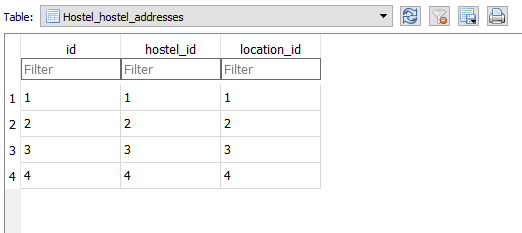 Table: Hostel_hostel_addresses
id hostel_id location_id
Filter Filter Filter
1 1 1 1
2 2 2 2
3 3 3 3
4 4 4 4